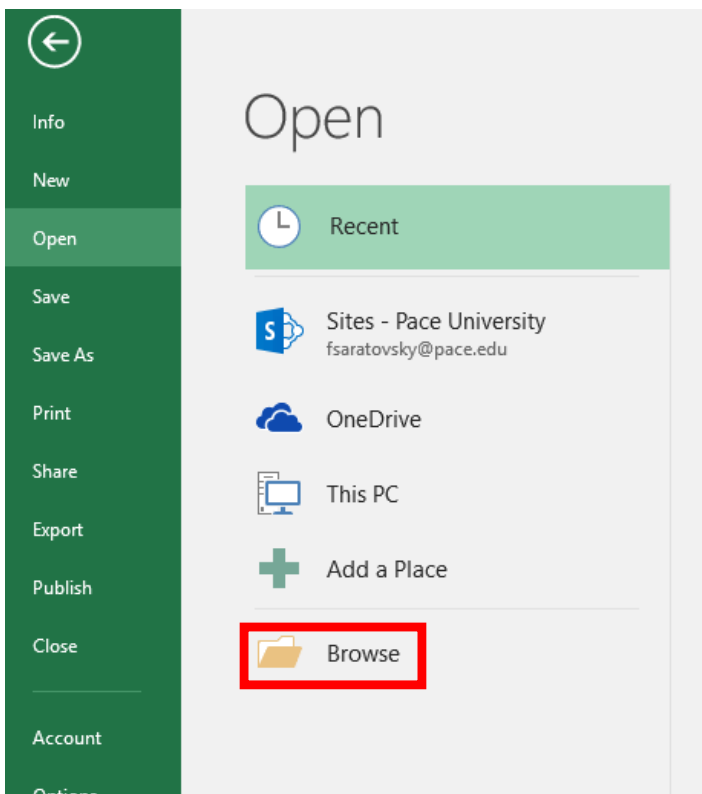 Info
New
Open
Save
Save As
Print
Share
Export
Publish
Close
Account
Options
Open
Recent
Sites - Pace University
fsaratovsky@pace.edu
OneDrive
This PC
Add a Place
Browse